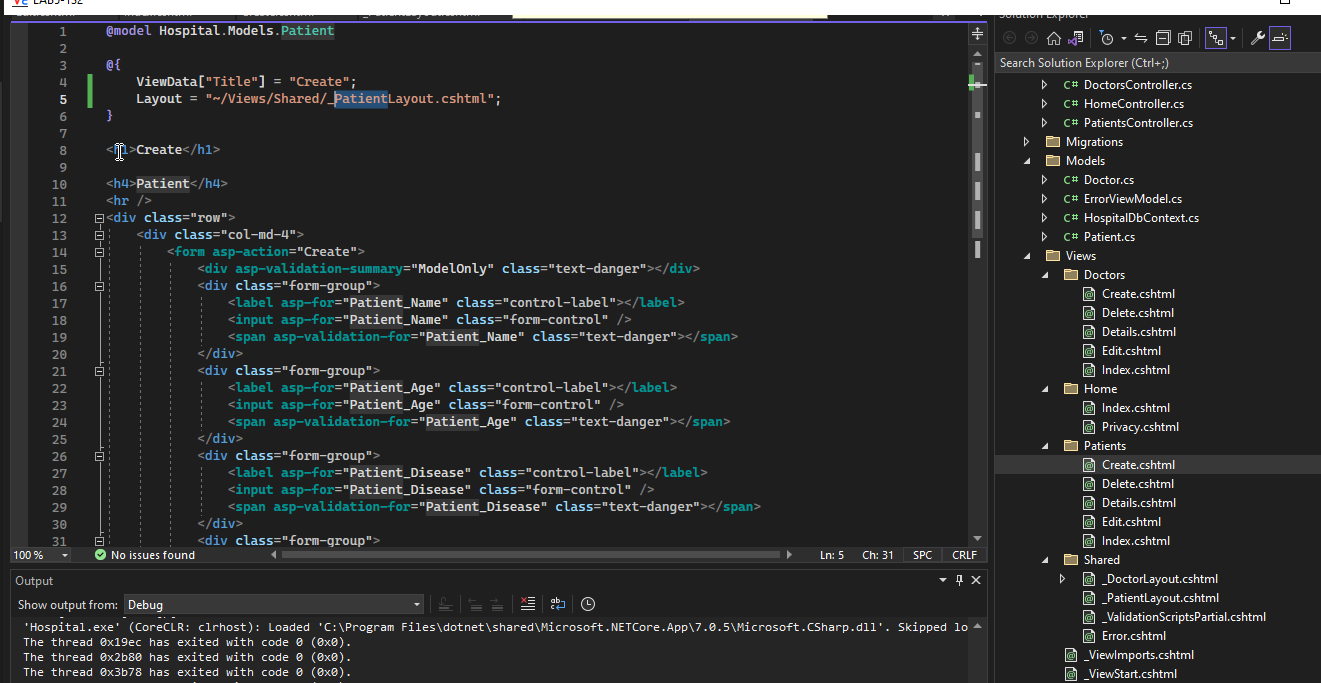 LAB5-152
_PatientLayout.cshtml
Solution Explorer
1 @model Hospital.Models.Patient
2
3 @{
4 ViewData["Title"] = "Create";
5 Layout = "~/Views/Shared/_PatientLayout.cshtml";
6 }
7
8 <h1>Create</h1>
9
10 <h4>Patient</h4>
11 <hr />
12 <div class="row">
13 <div class="col-md-4">
14 <form asp-action="Create">
15 <div asp-validation-summary="ModelOnly" class="text-danger"></div>
16 <div class="form-group">
17 <label asp-for="Patient_Name" class="control-label"></label>
18 <input asp-for="Patient_Name" class="form-control" />
19 <span asp-validation-for="Patient_Name" class="text-danger"></span>
20 </div>
21 <div class="form-group">
22 <label asp-for="Patient_Age" class="control-label"></label>
23 <input asp-for="Patient_Age" class="form-control" />
24 <span asp-validation-for="Patient_Age" class="text-danger"></span>
25 </div>
26 <div class="form-group">
27 <label asp-for="Patient_Disease" class="control-label"></label>
28 <input asp-for="Patient_Disease" class="form-control" />
29 <span asp-validation-for="Patient_Disease" class="text-danger"></span>
30 </div>
31 <div class="form-group">
100 % No issues found Ln: 5 Ch: 31 SPC CRLF
Output
Show output from: Debug
'Hospital.exe' (CoreCLR: clrhost): Loaded 'C:\Program Files\dotnet\shared\Microsoft.NETCore.App\7.0.5\Microsoft.CSharp.dll'. Skipped lo
The thread 0x19ec has exited with code 0 (0x0).
The thread 0x2b80 has exited with code 0 (0x0).
The thread 0x3b78 has exited with code 0 (0x0).
Search Solution Explorer (Ctrl+;)
C# DoctorsController.cs
C# HomeController.cs
C# PatientsController.cs
Migrations
Models
C# Doctor.cs
C# ErrorViewModel.cs
C# HospitalDbContext.cs
C# Patient.cs
Views
Doctors
Create.cshtml
Delete.cshtml
Details.cshtml
Edit.cshtml
Index.cshtml
Home
Index.cshtml
Privacy.cshtml
Patients
Create.cshtml
Delete.cshtml
Details.cshtml
Edit.cshtml
Index.cshtml
Shared
_DoctorLayout.cshtml
_PatientLayout.cshtml
_ValidationScriptsPartial.cshtml
Error.cshtml
_ViewImports.cshtml
_ViewStart.cshtml